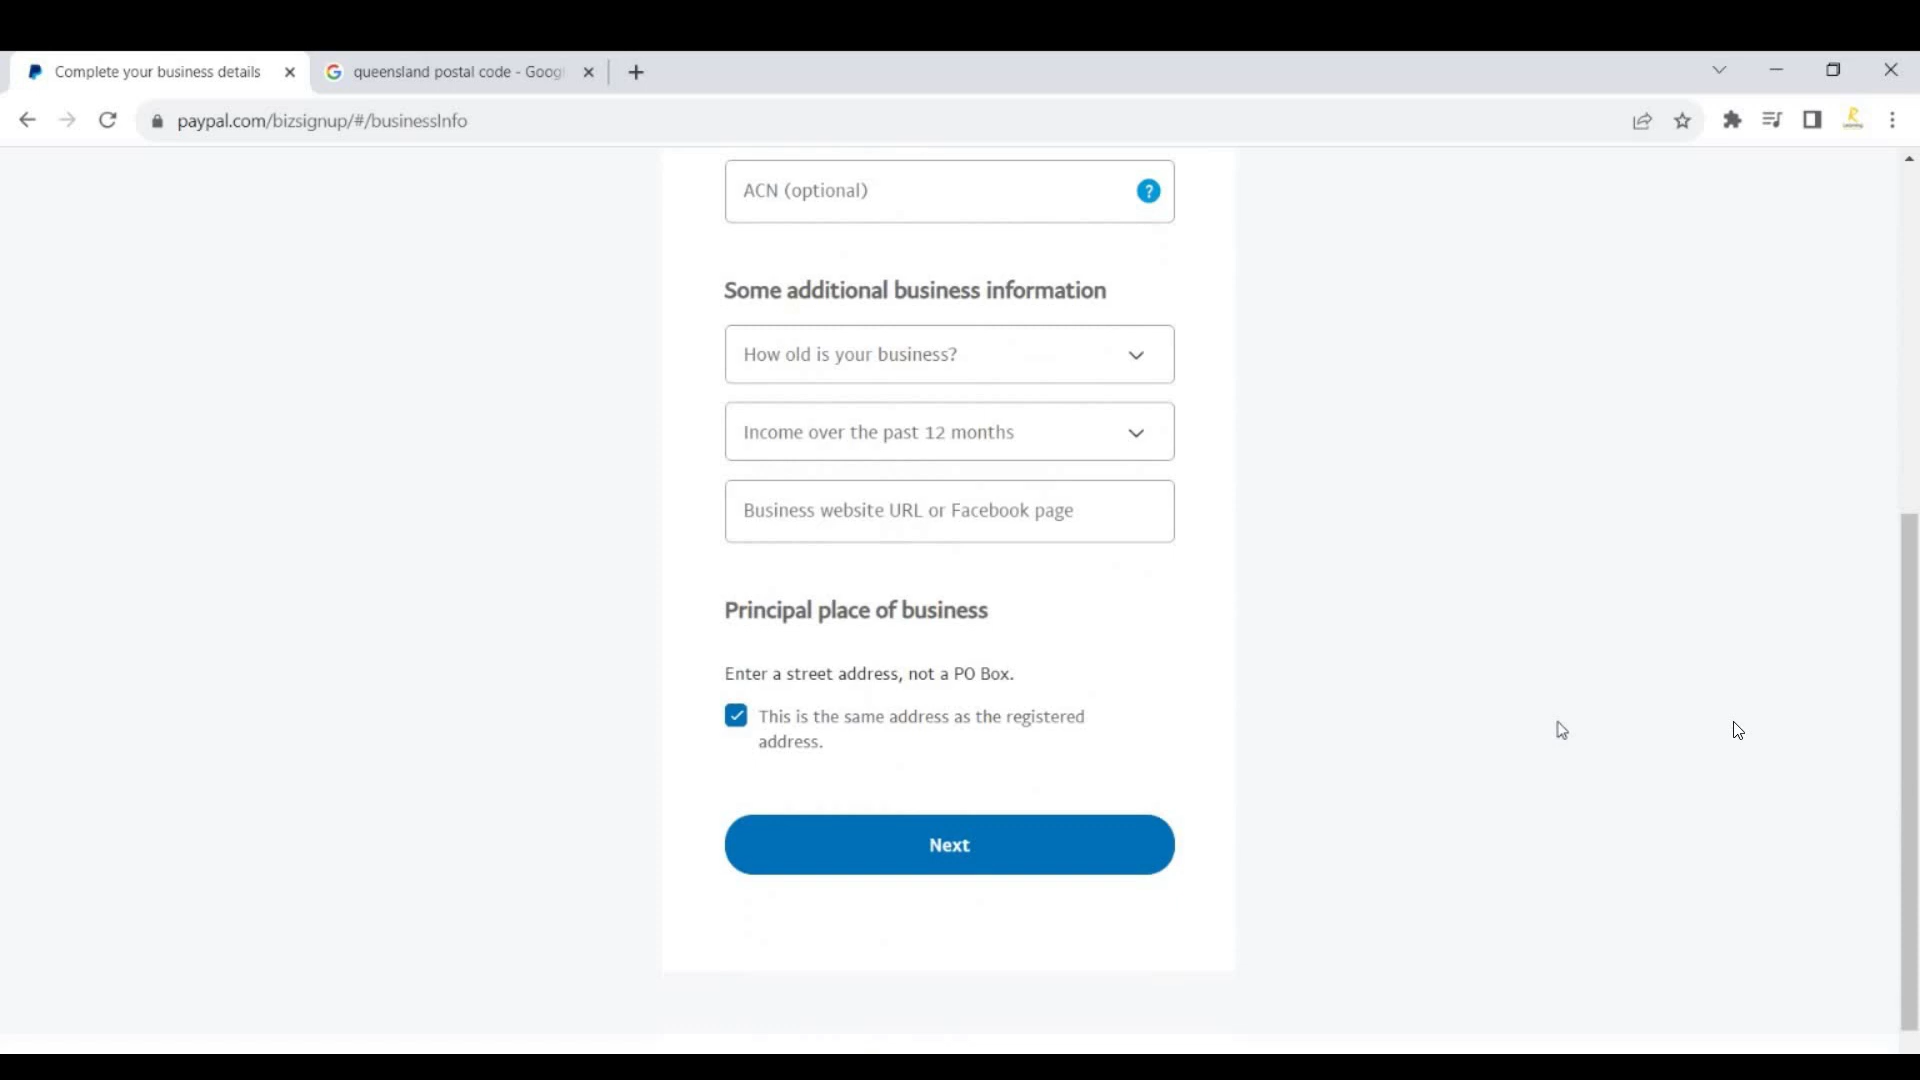 Complete your business details
queensland postal code - Goog
paypal.com/bizsignup/#/businessInfo
ACN (optional)
?
Some additional business information
How old is your business?
Income over the past 12 months
Business website URL or Facebook page
Principal place of business
Enter a street address, not a PO Box.
This is the same address as the registered
address.
Next